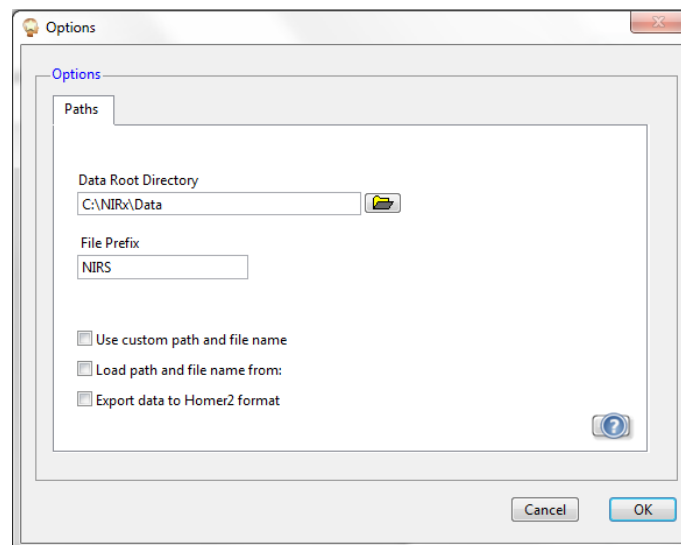 Options
Options
Paths
Data Root Directory
C:\NIRx\Data
File Prefix
NIRS
Use custom path and file name
Load path and file name from:
Export data to Homer2 format
?
Cancel
OK